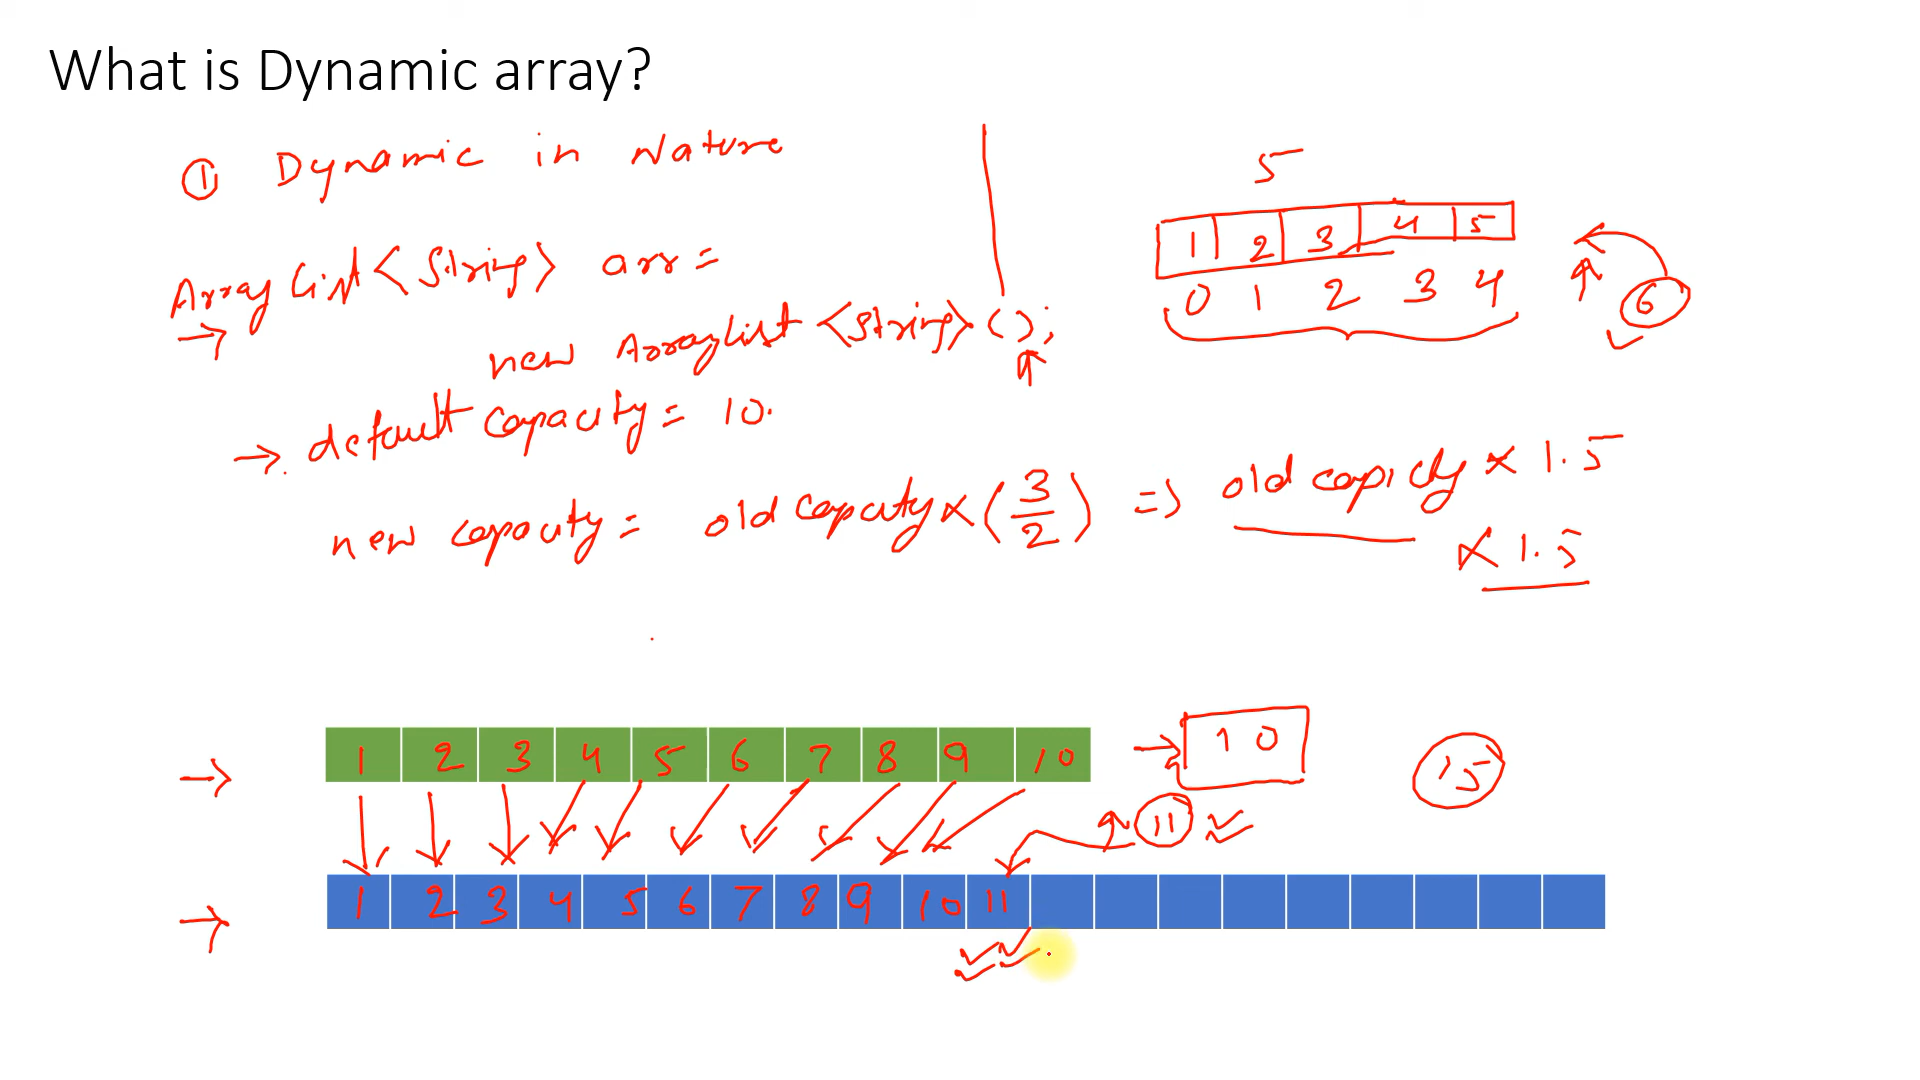 What is Dynamic array?
① Dynamic in Nature
ArrayList<String> arr =
new ArrayList<String>();
→ default capacity = 10.
new capacity = old capacity × (3/2) => old capicity × 1.5
× 1.5
5
1 2 3 4 5
0 1 2 3 4
6
1 2 3 4 5 6 7 8 9 10
→ 10
15
11
1 2 3 4 5 6 7 8 9 10 11